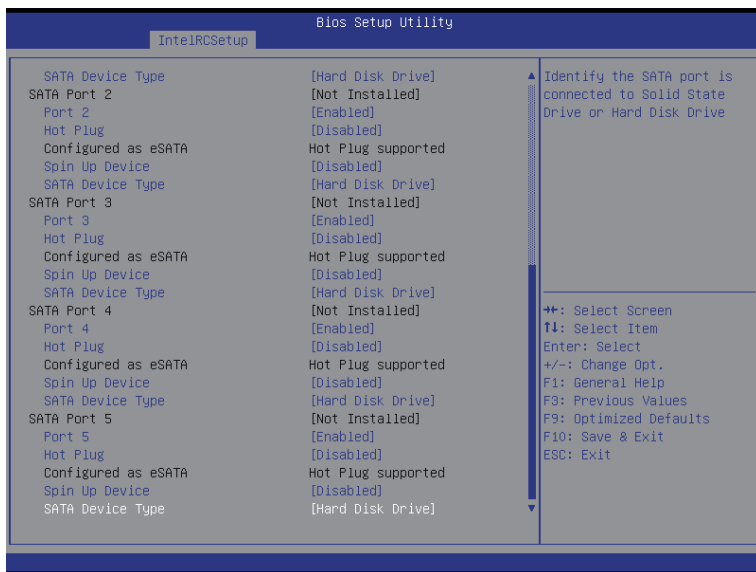 Bios Setup Utility
IntelRCSetup
SATA Device Type [Hard Disk Drive]
SATA Port 2 [Not Installed]
Port 2 [Enabled]
Hot Plug [Disabled]
Configured as eSATA Hot Plug supported
Spin Up Device [Disabled]
SATA Device Type [Hard Disk Drive]
SATA Port 3 [Not Installed]
Port 3 [Enabled]
Hot Plug [Disabled]
Configured as eSATA Hot Plug supported
Spin Up Device [Disabled]
SATA Device Type [Hard Disk Drive]
SATA Port 4 [Not Installed]
Port 4 [Enabled]
Hot Plug [Disabled]
Configured as eSATA Hot Plug supported
Spin Up Device [Disabled]
SATA Device Type [Hard Disk Drive]
SATA Port 5 [Not Installed]
Port 5 [Enabled]
Hot Plug [Disabled]
Configured as eSATA Hot Plug supported
Spin Up Device [Disabled]
SATA Device Type [Hard Disk Drive]
Identify the SATA port is
connected to Solid State
Drive or Hard Disk Drive
→←: Select Screen
↑↓: Select Item
Enter: Select
+/-: Change Opt.
F1: General Help
F3: Previous Values
F9: Optimized Defaults
F10: Save & Exit
ESC: Exit